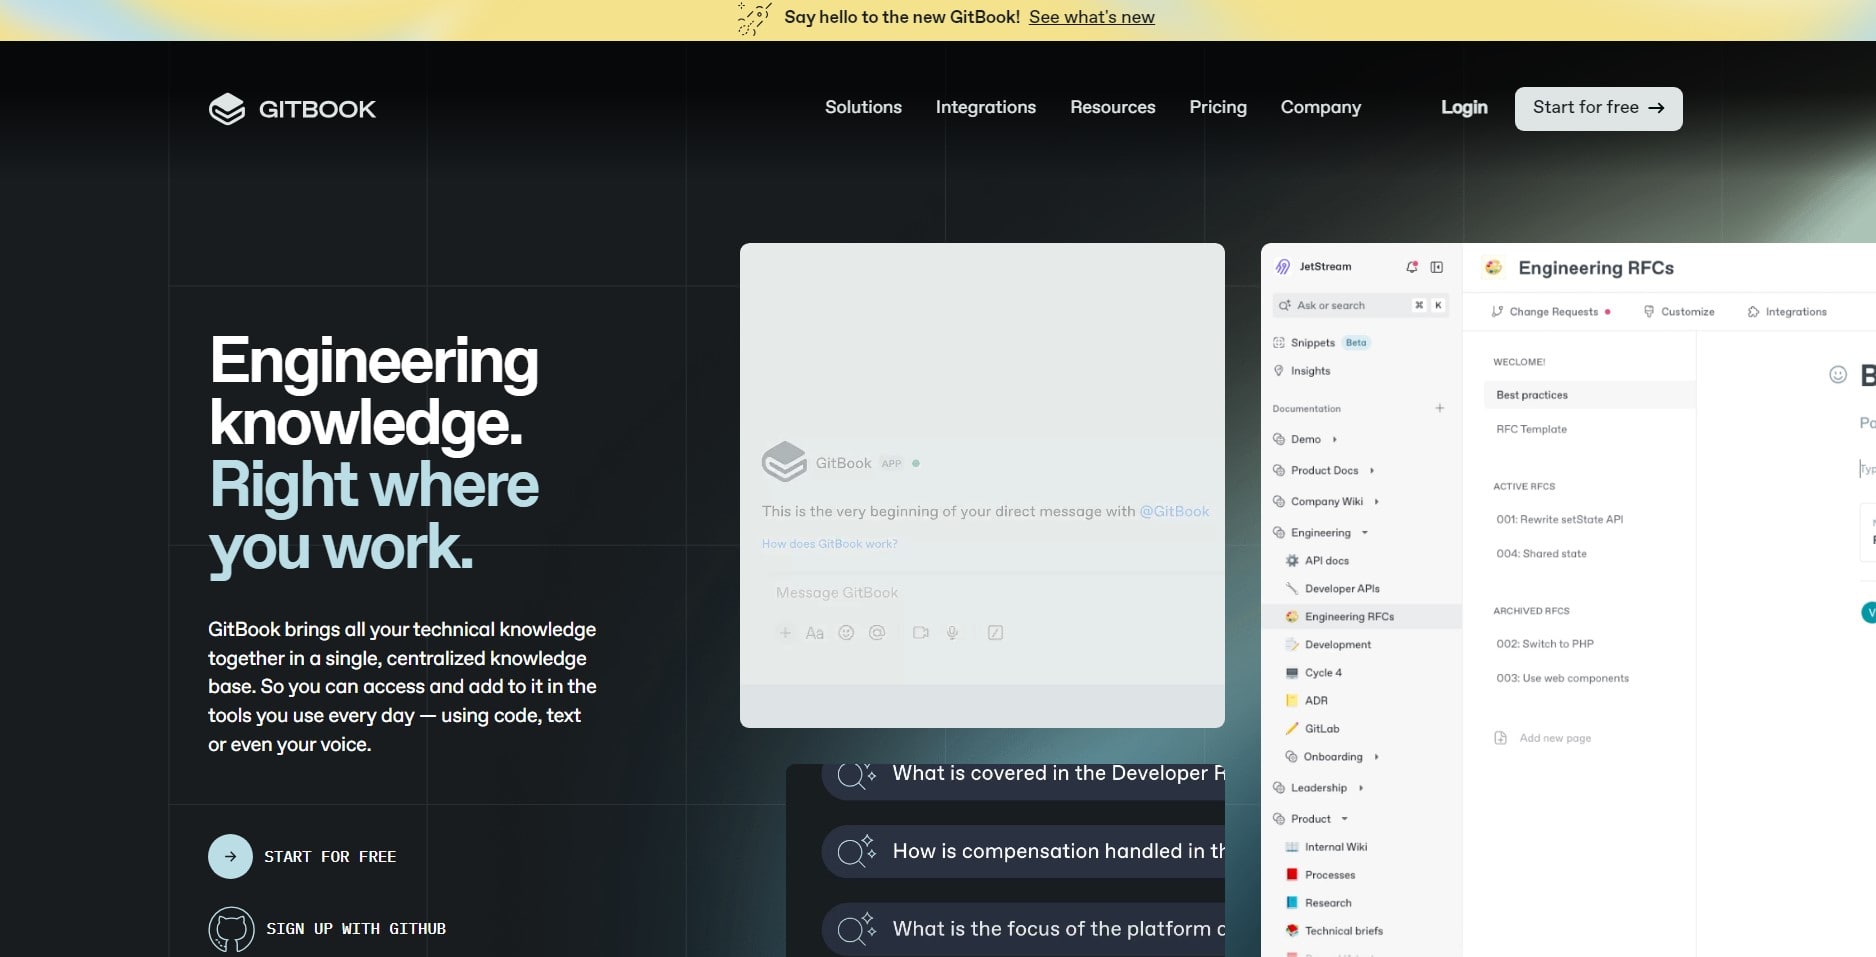 Say hello to the new GitBook! See what's new
GITBOOK
Solutions Integrations Resources Pricing Company Login Start for free →
Engineering
knowledge.
Right where
you work.
GitBook brings all your technical knowledge
together in a single, centralized knowledge
base. So you can access and add to it in the
tools you use every day — using code, text
or even your voice.
START FOR FREE
SIGN UP WITH GITHUB
GitBook APP
This is the very beginning of your direct message with @GitBook
How does GitBook work?
Message GitBook
Aa
What is covered in the Developer
How is compensation handled in
What is the focus of the platform
JetStream
Ask or search ⌘ K
Snippets Beta
Insights
Documentation
Demo
Product Docs
Company Wiki
Engineering
API docs
Developer APIs
Engineering RFCs
Development
Cycle 4
ADR
GitLab
Onboarding
Leadership
Product
Internal Wiki
Processes
Research
Technical briefs
Engineering RFCs
Change Requests
Customize
Integrations
WECLOME!
Best practices
RFC Template
ACTIVE RFCS
001: Rewrite setState API
004: Shared state
ARCHIVED RFCS
002: Switch to PHP
003: Use web components
Add new page